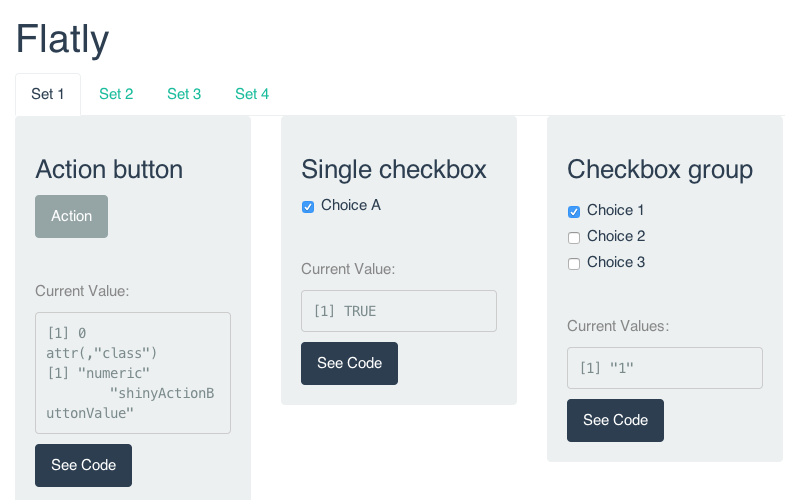 Flatly
Set 1 Set 2 Set 3 Set 4
Action button
Action
Current Value:
[1] 0
attr(,"class")
[1] "numeric"
"shinyActionB
uttonValue"
See Code
Single checkbox
Choice A
Current Value:
[1] TRUE
See Code
Checkbox group
Choice 1
Choice 2
Choice 3
Current Values:
[1] "1"
See Code